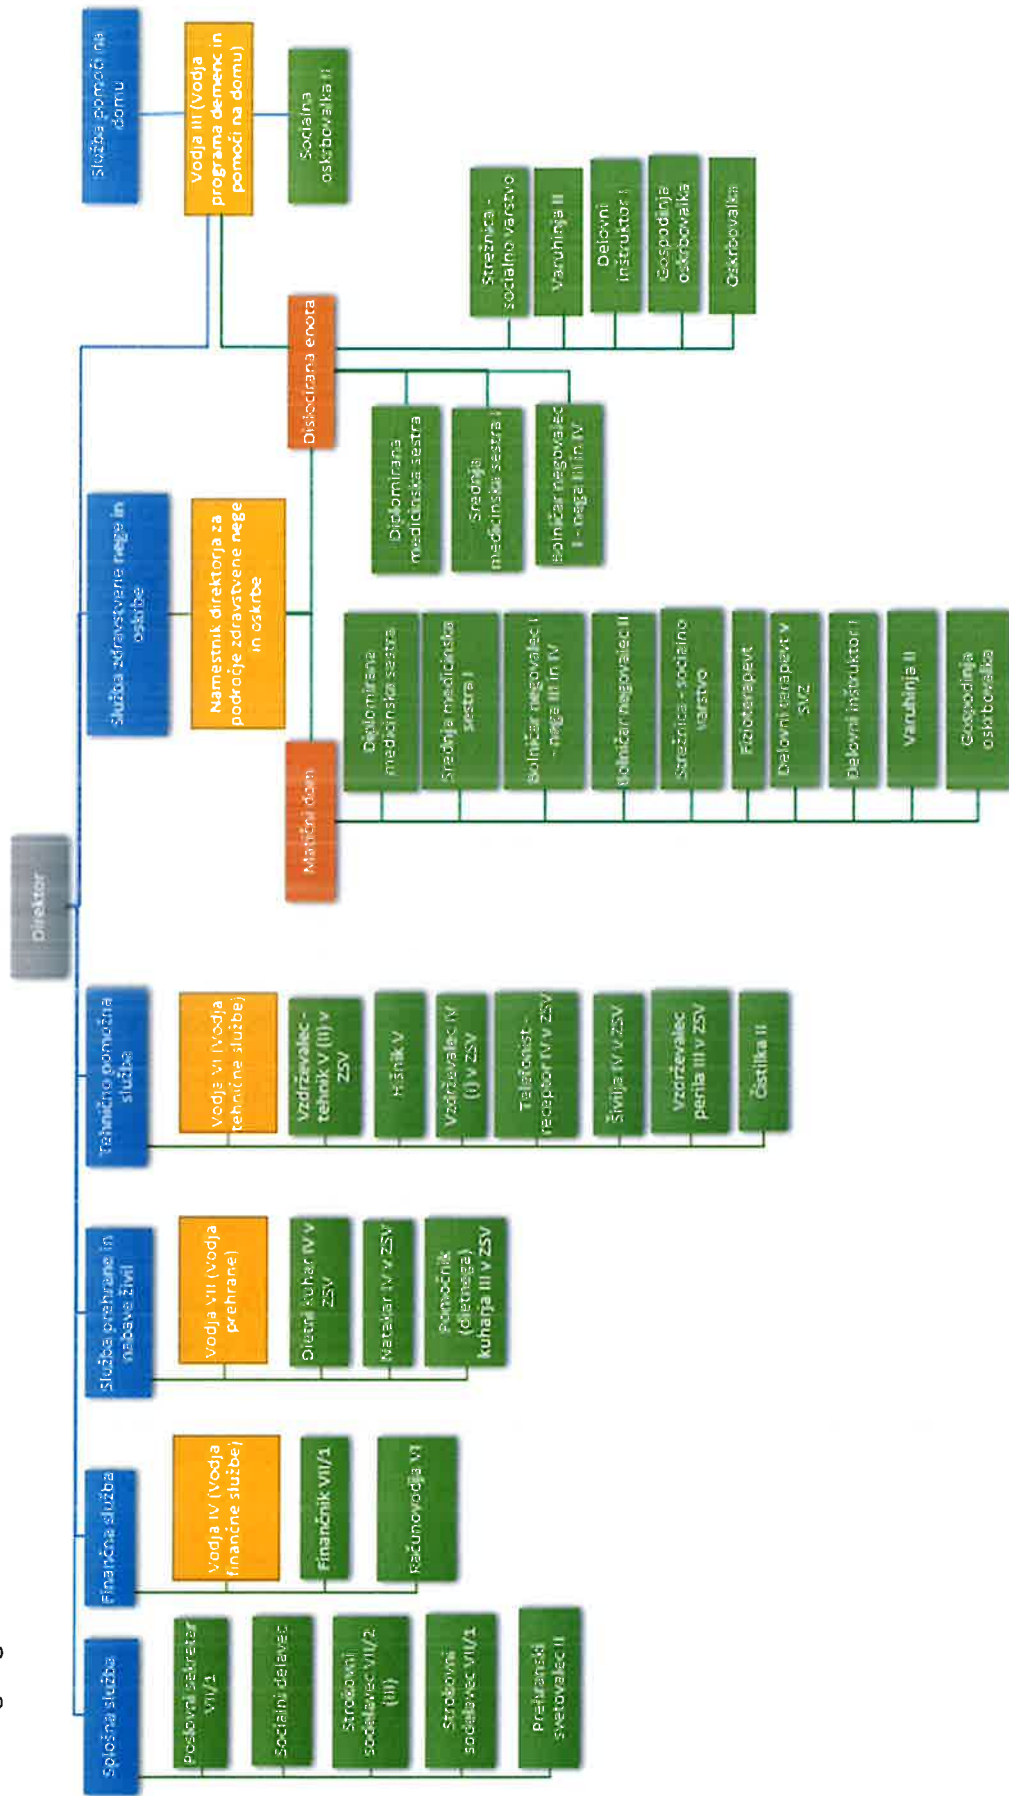 Direktor
Splošna služba
Poslovni sekretar
VII/1
Socialni delavec
Strokovni
sodelavec VII/2
(III)
Strokovni
sodelavec VII/1
Prehranski
svetovalec II
Finančna služba
Vodja IV (Vodja
finančne službe)
Finančnik VII/1
Računovodja VI
Služba prehrane in
nabave živil
Vodja VII (Vodja
prehrane)
Dietni kuhar IV v
ZSV
Natakar IV v ZSV
Pomočnik
(dietnega)
kuharja III v ZSV
Tehnično pomožna
služba
Vodja VI (Vodja
tehnične službe)
Vzdrževalec -
tehnik V (II) v
ZSV
Hišnik V
Vzdrževalec IV
(I) v ZSV
Telefonist -
receptor IV v ZSV
Šivilja IV v ZSV
Vzdrževalec
perila III v ZSV
Čistilka II
Služba zdravstvene nege in
oskrbe
Namestnik direktorja za
področje zdravstvene nege
in oskrbe
Matični dom
Diplomirana
medicinska sestra
Srednja medicinska
sestra I
Bolničar negovalec I
- nega III in IV
Bolničar negovalec II
Strežnica - socialno
varstvo
Fizioterapevt
Delovni terapevt v
SVZ
Delovni inštruktor I
Varuhinja II
Gospodinja
oskrbovalka
Dislocirana enota
Diplomirana
medicinska sestra
Srednja
medicinska sestra I
Bolničar negovalec
I - nega III in IV
Strežnica -
socialno varstvo
Varuhinja II
Delovni
inštruktor I
Gospodinja
oskrbovalka
Oskrbovalka
Služba pomoči na
domu
Vodja III (Vodja
programa demenc in
pomoči na domu)
Socialna
oskrbovalka II